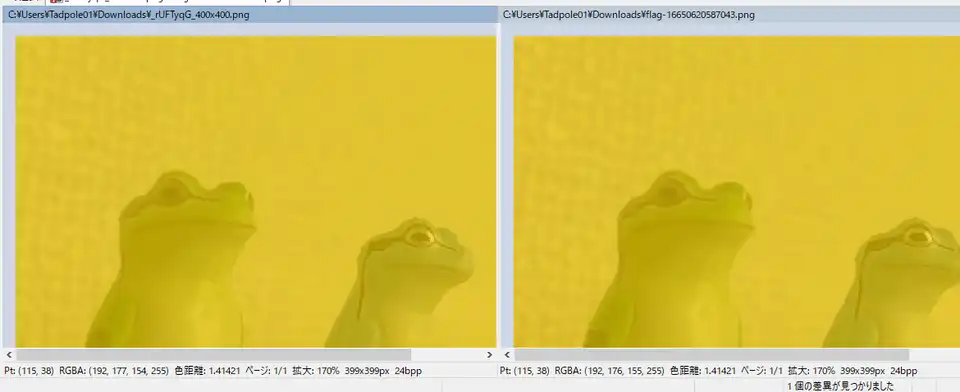 C:¥Users¥Tadpole01¥Downloads¥_rUFTyqG_400x400.png
C:¥Users¥Tadpole01¥Downloads¥flag-16650620587043.png
Pt: (115, 38) RGBA: (192, 177, 154, 255) 色距離: 1.41421 ページ: 1/1 拡大: 170% 399x399px 24bpp
Pt: (115, 38) RGBA: (192, 176, 155, 255) 色距離: 1.41421 ページ: 1/1 拡大: 170% 399x399px 24bpp
1 個の差異が見つかりました